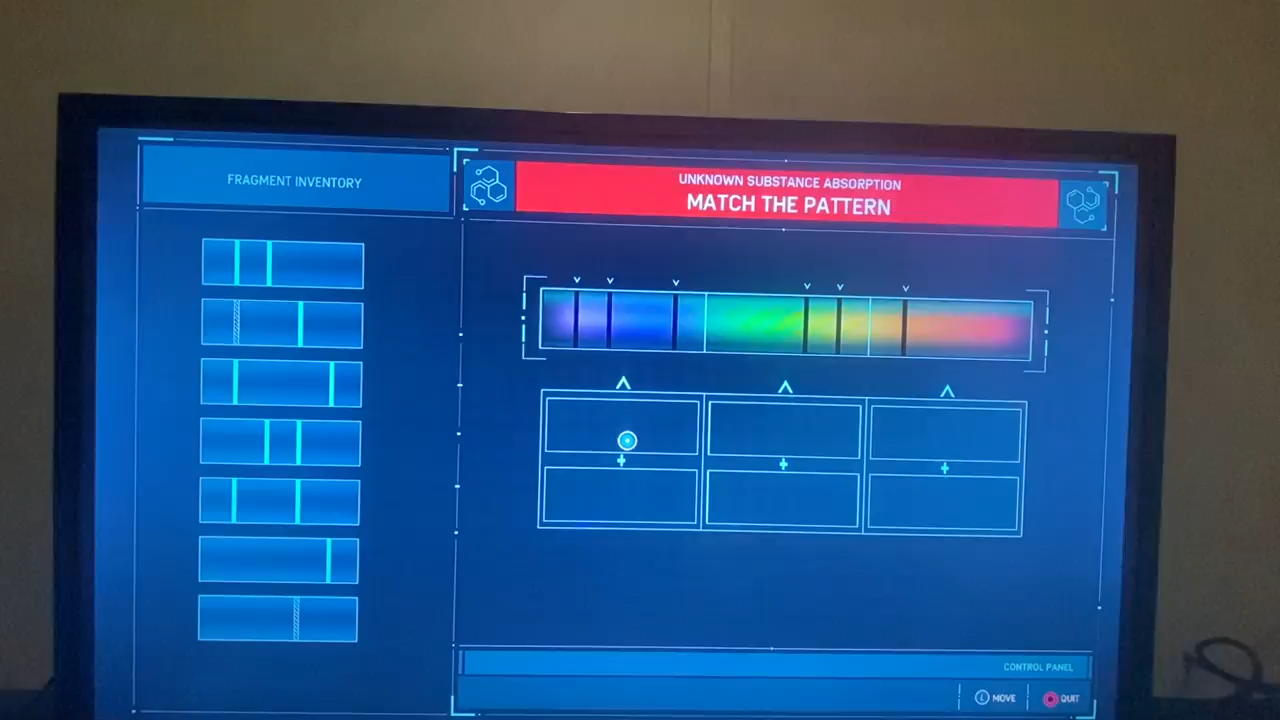 FRAGMENT INVENTORY
UNKNOWN SUBSTANCE ABSORPTION
MATCH THE PATTERN
CONTROL PANEL
L MOVE
QUIT